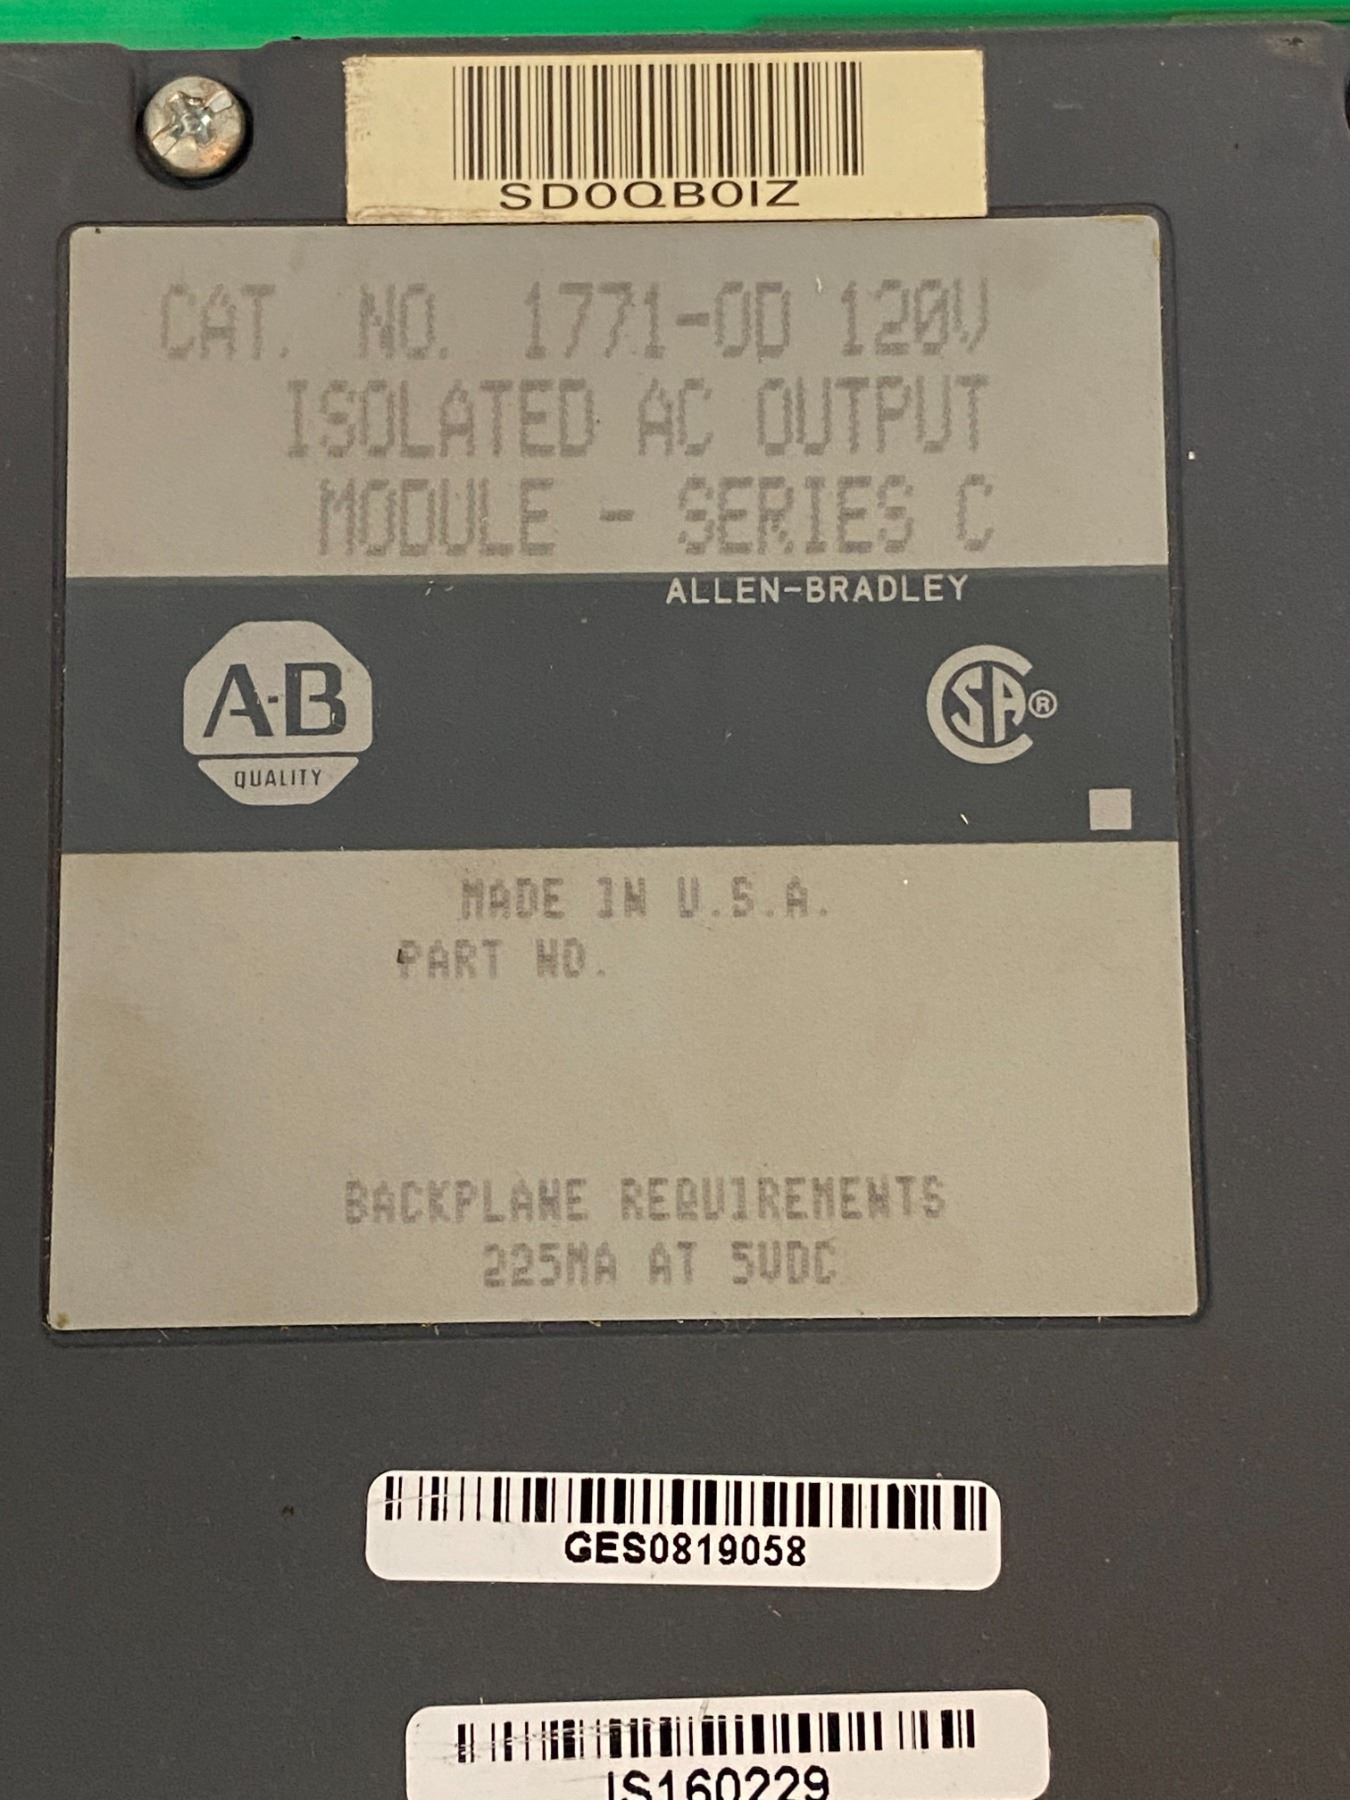 SD0QB0IZ
CAT. NO. 1771-OD 120V
ISOLATED AC OUTPUT
MODULE - SERIES C
ALLEN-BRADLEY
A-B
QUALITY
CSA®
MADE IN U.S.A.
PART NO.
BACKPLANE REQUIREMENTS
225MA AT 5VDC
GES0819058
IS160229